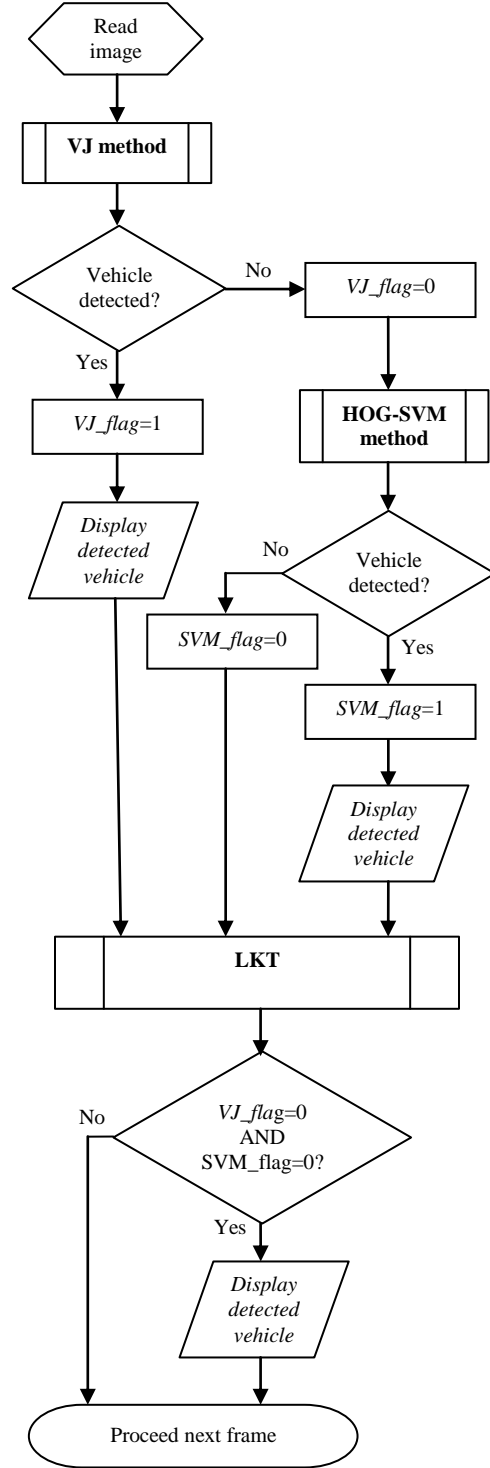 Read
image
VJ method
Vehicle
detected?
No
VJ_flag=0
Yes
VJ_flag=1
HOG-SVM
method
Display
detected
vehicle
No
Vehicle
detected?
SVM_flag=0
Yes
SVM_flag=1
Display
detected
vehicle
LKT
No
VJ_flag=0
AND
SVM_flag=0?
Yes
Display
detected
vehicle
Proceed next frame